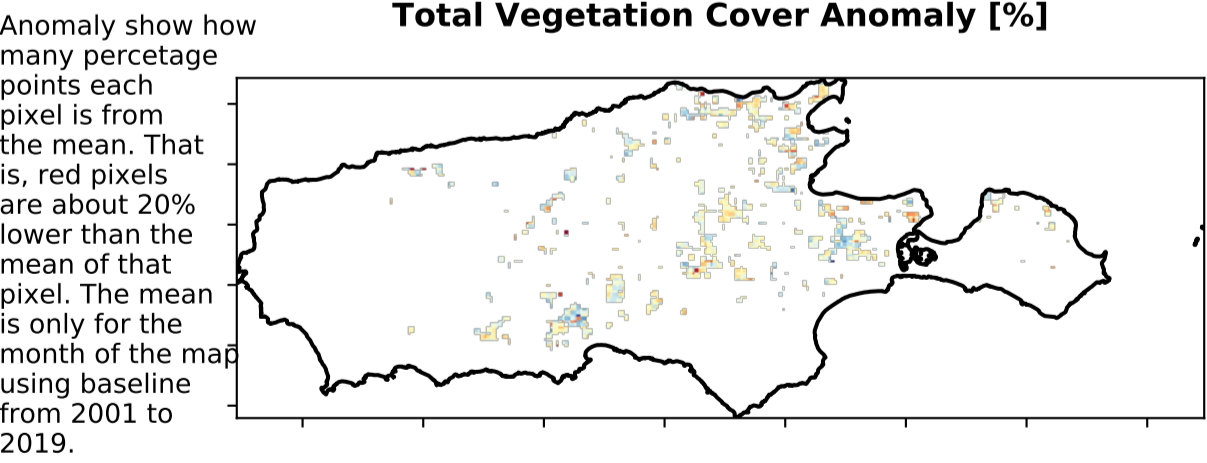 Total Vegetation Cover Anomaly [%]
Anomaly show how
many percetage
points each
pixel is from
the mean. That
is, red pixels
are about 20%
lower than the
mean of that
pixel. The mean
is only for the
month of the map
using baseline
from 2001 to
2019.